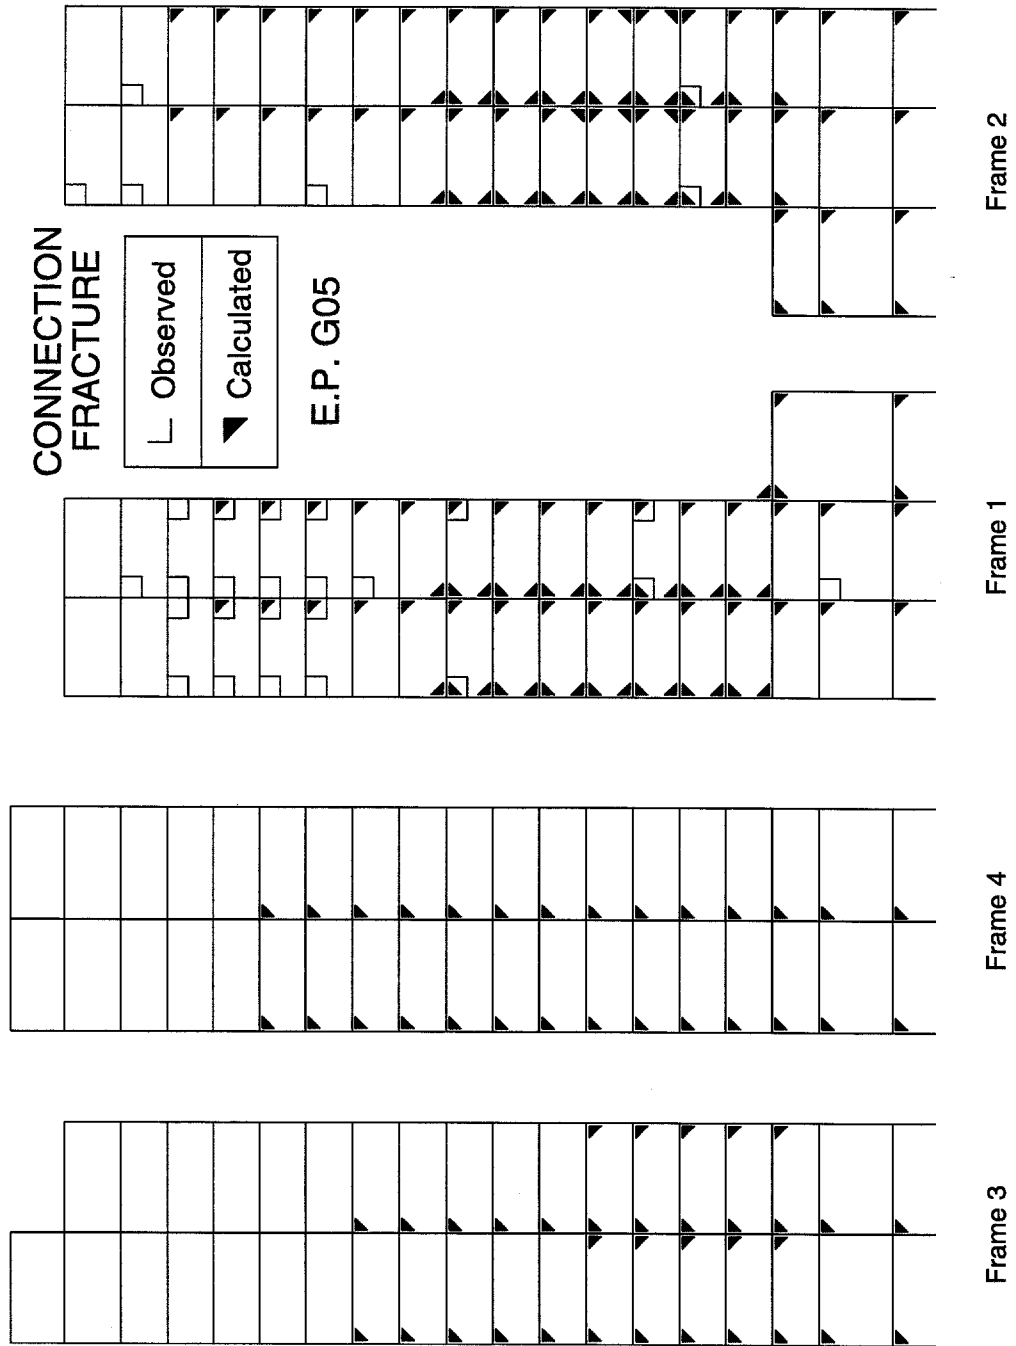 CONNECTION
FRACTURE
Observed
Calculated
E.P. G05
Frame 3
Frame 4
Frame 1
Frame 2